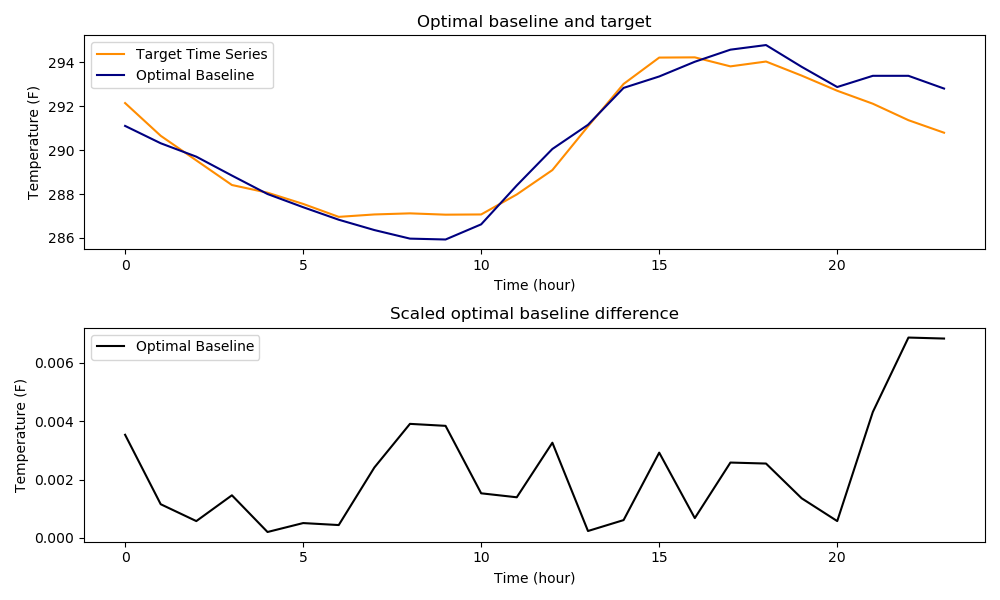 Optimal baseline and target
Target Time Series
Optimal Baseline
Temperature (F)
294
292
290
288
286
0
5
10
15
20
Time (hour)
Scaled optimal baseline difference
Optimal Baseline
Temperature (F)
0.006
0.004
0.002
0.000
0
5
10
15
20
Time (hour)